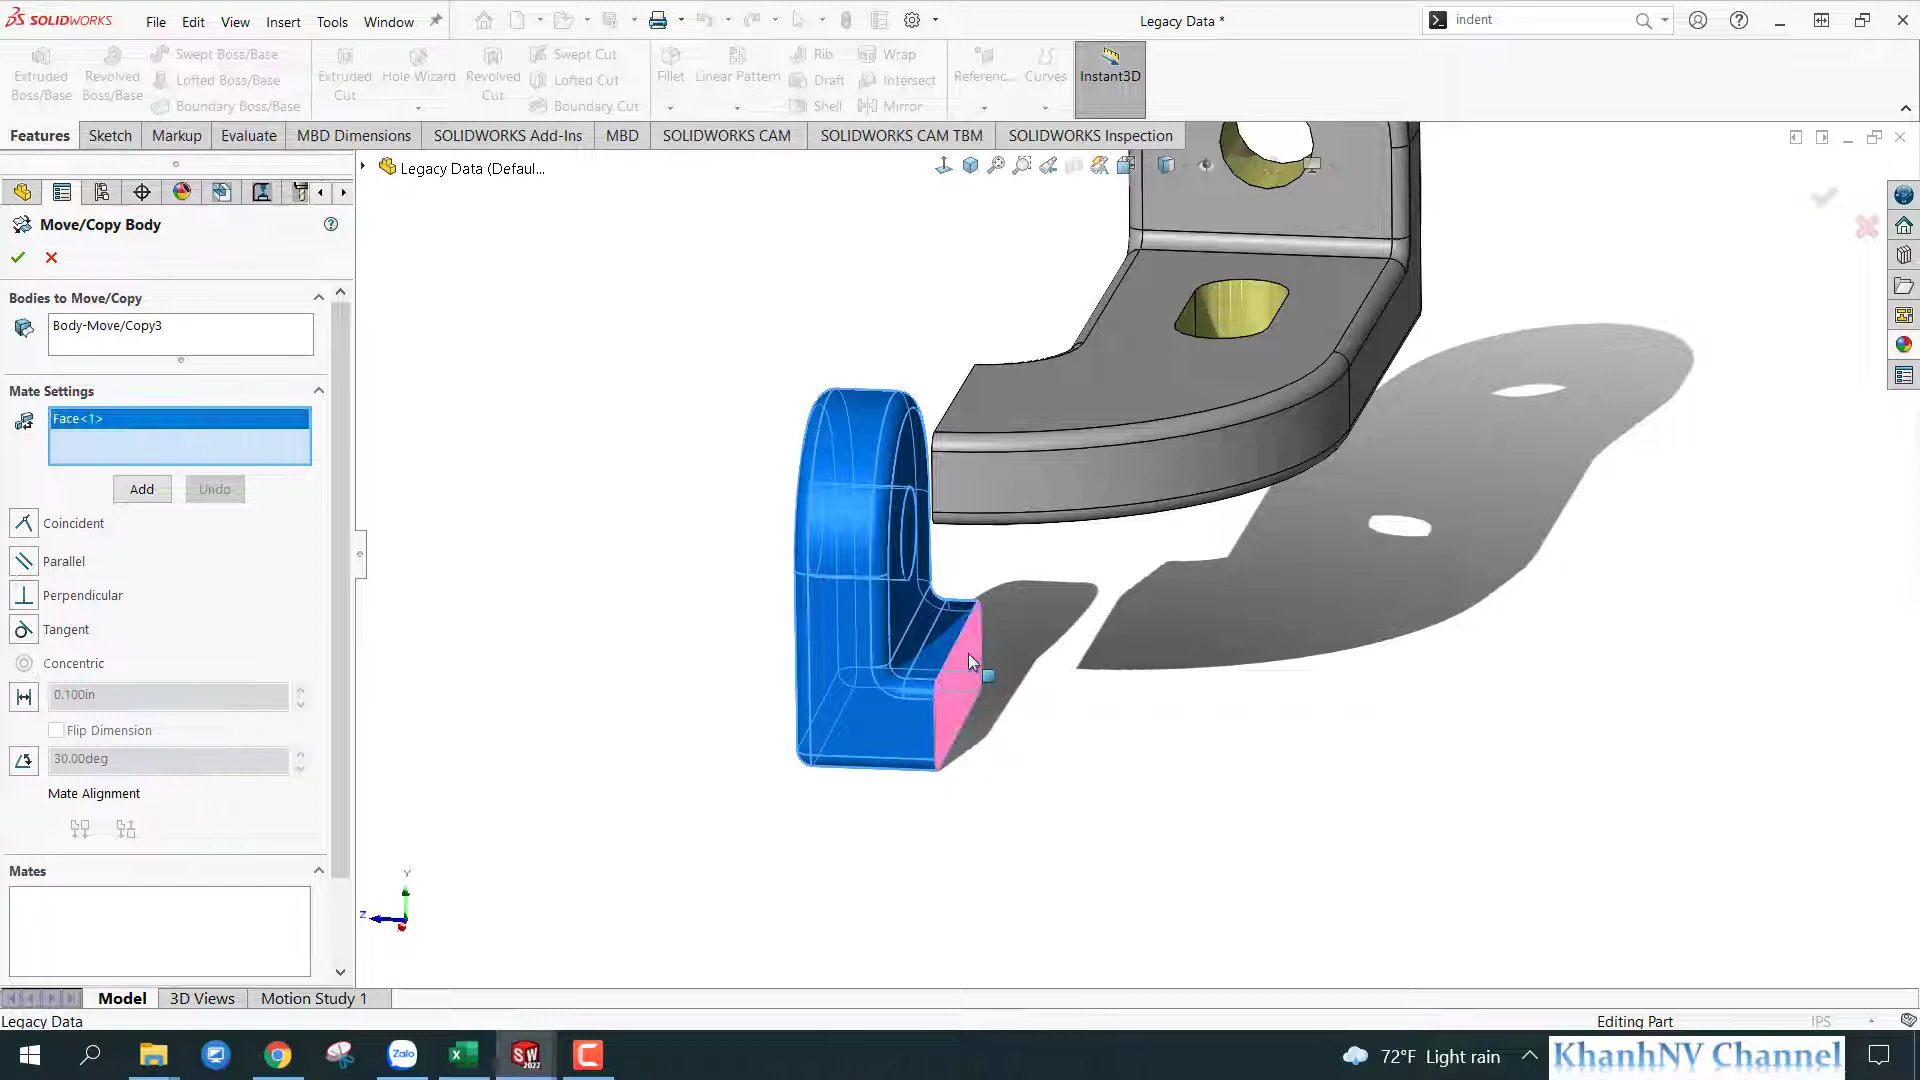 SOLIDWORKS File Edit View Insert Tools Window Legacy Data * indent
Extruded Boss/Base
Revolved Boss/Base
Swept Boss/Base
Lofted Boss/Base
Boundary Boss/Base
Extruded Cut
Hole Wizard
Revolved Cut
Swept Cut
Lofted Cut
Boundary Cut
Fillet
Linear Pattern
Rib
Draft
Shell
Wrap
Intersect
Mirror
Referenc...
Curves
Instant3D
Features Sketch Markup Evaluate MBD Dimensions SOLIDWORKS Add-Ins MBD SOLIDWORKS CAM SOLIDWORKS CAM TBM SOLIDWORKS Inspection
Legacy Data (Defaul...
Move/Copy Body
Bodies to Move/Copy
Body-Move/Copy3
Mate Settings
Face<1>
Add Undo
Coincident
Parallel
Perpendicular
Tangent
Concentric
0.100in
Flip Dimension
30.00deg
Mate Alignment
Mates
Y
Z
Model 3D Views Motion Study 1
Legacy Data Editing Part IPS
Zalo
SW
2022
72°F Light rain
KhanhNV Channel